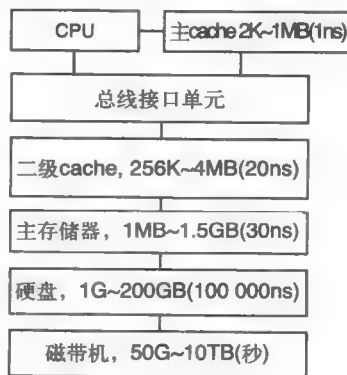 CPU
主cache 2K~1MB(1ns)
总线接口单元
二级cache, 256K~4MB(20ns)
主存储器，1MB~1.5GB(30ns)
硬盘，1G~200GB(100 000ns)
磁带机，50G~10TB(秒)